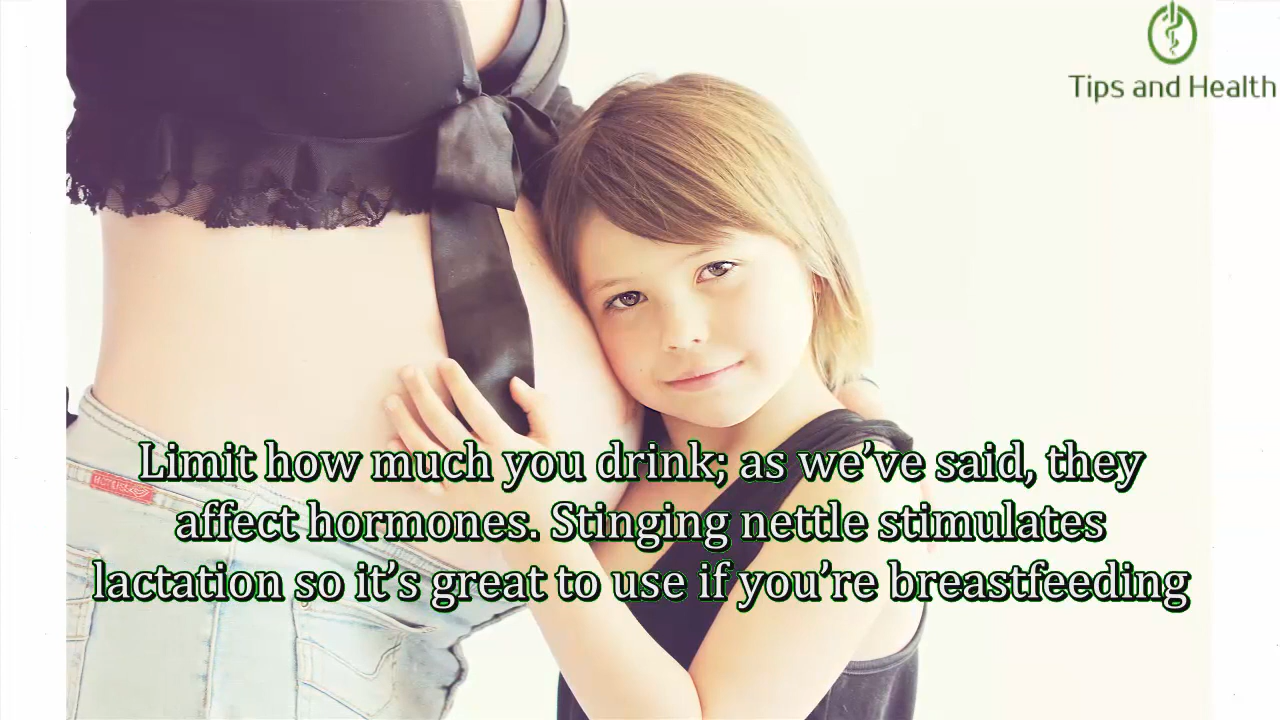 Tips and Health
Limit how much you drink; as we’ve said, they
affect hormones. Stinging nettle stimulates
lactation so it’s great to use if you’re breastfeeding